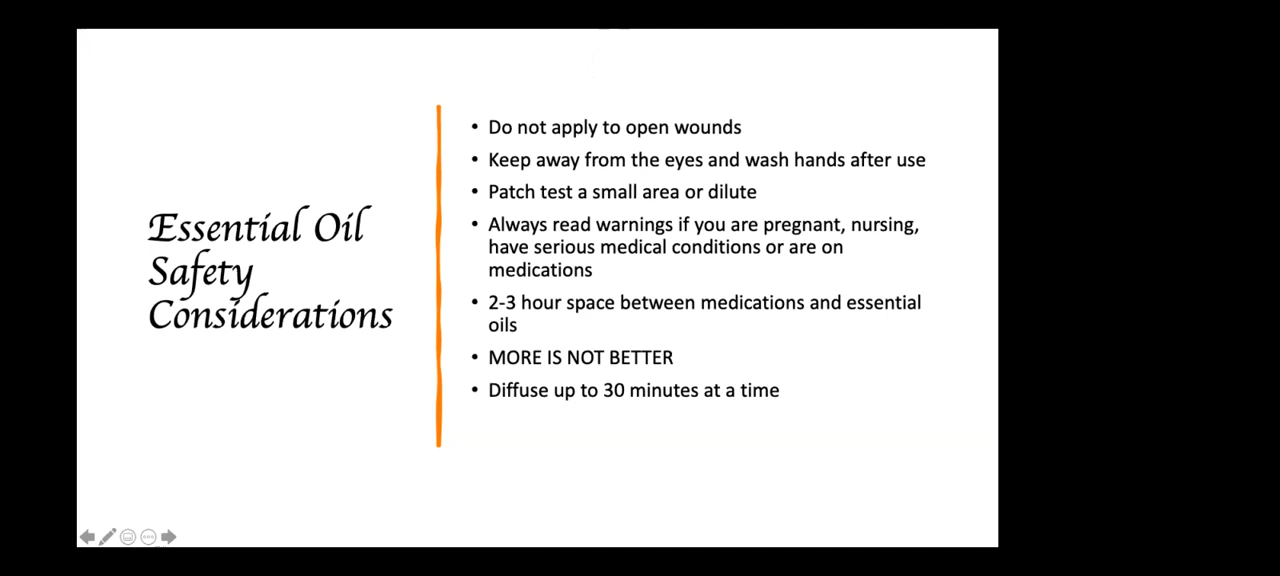 Essential Oil
Safety
Considerations
• Do not apply to open wounds
• Keep away from the eyes and wash hands after use
• Patch test a small area or dilute
• Always read warnings if you are pregnant, nursing,
have serious medical conditions or are on
medications
• 2-3 hour space between medications and essential
oils
• MORE IS NOT BETTER
• Diffuse up to 30 minutes at a time